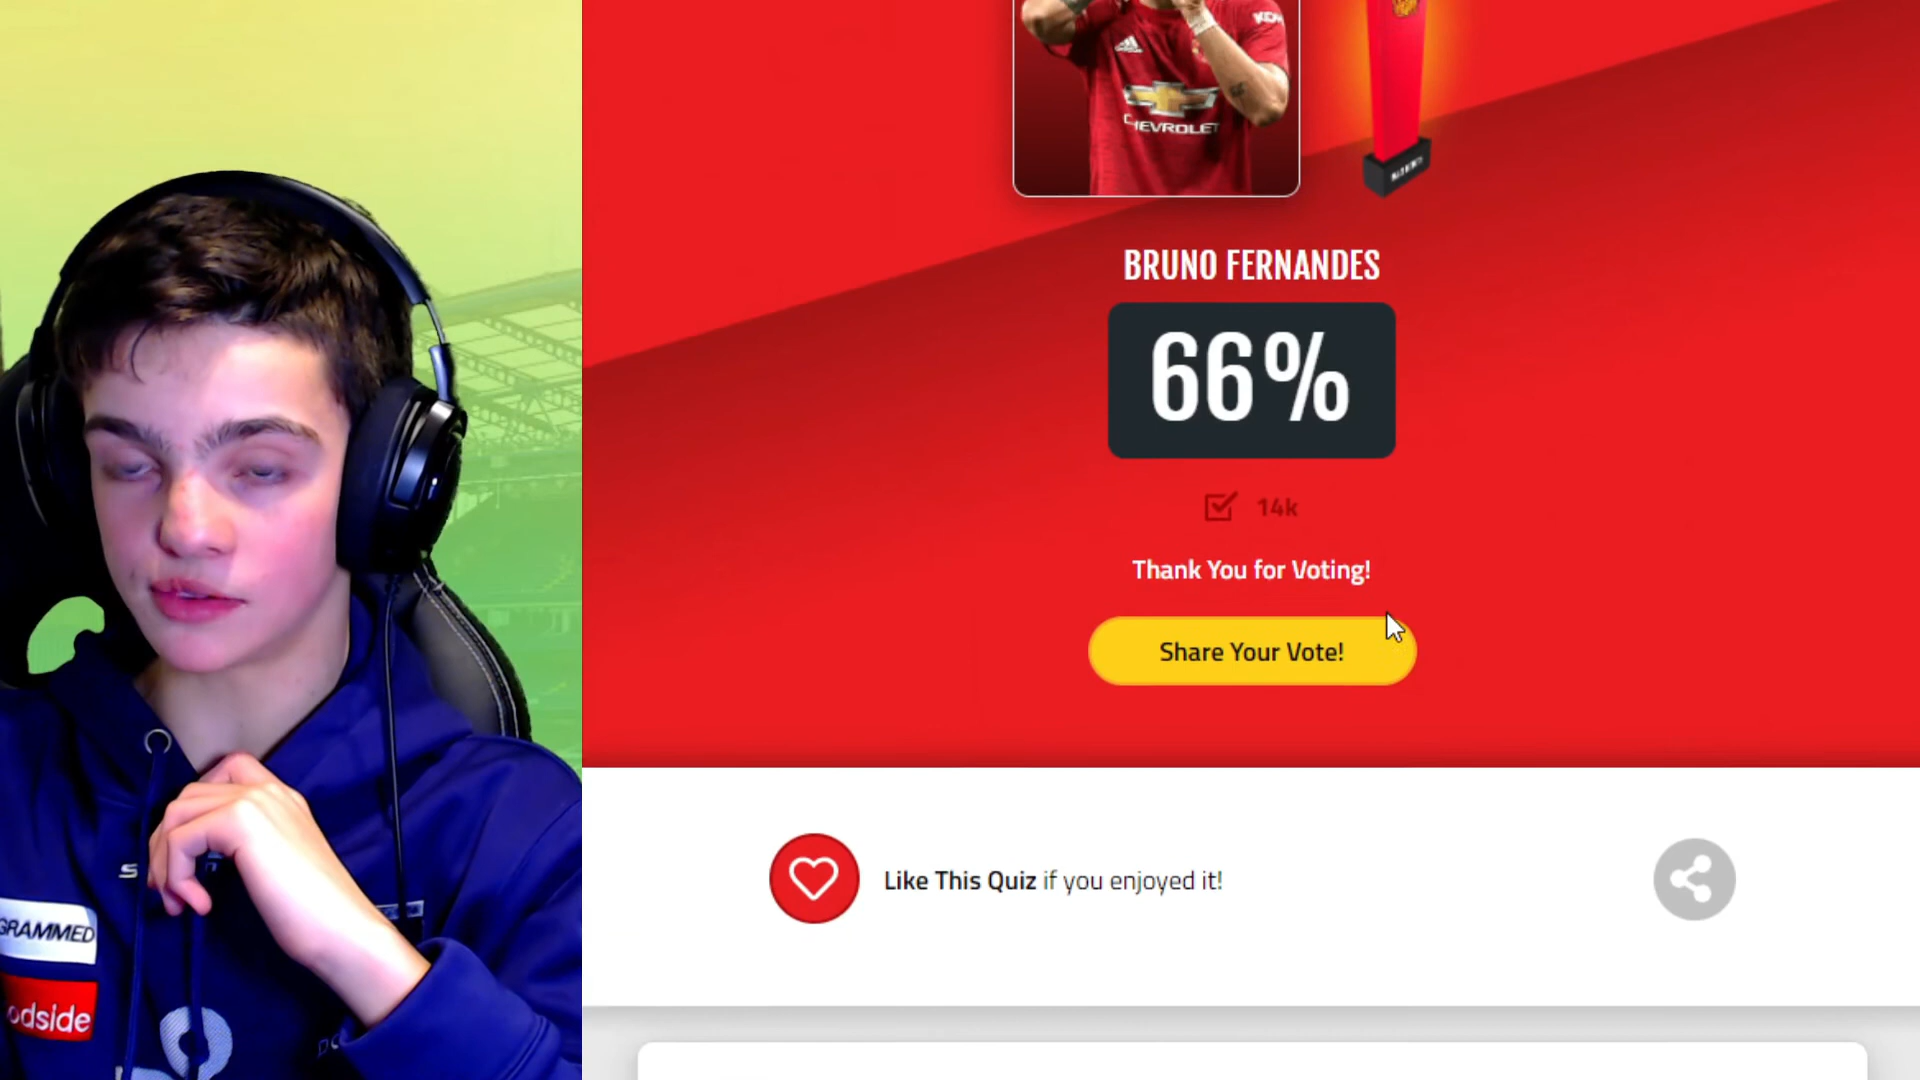 CHEVROLET
BRUNO FERNANDES
66%
14k
Thank You for Voting!
Share Your Vote!
Like This Quiz if you enjoyed it!
GRAMMED
odside